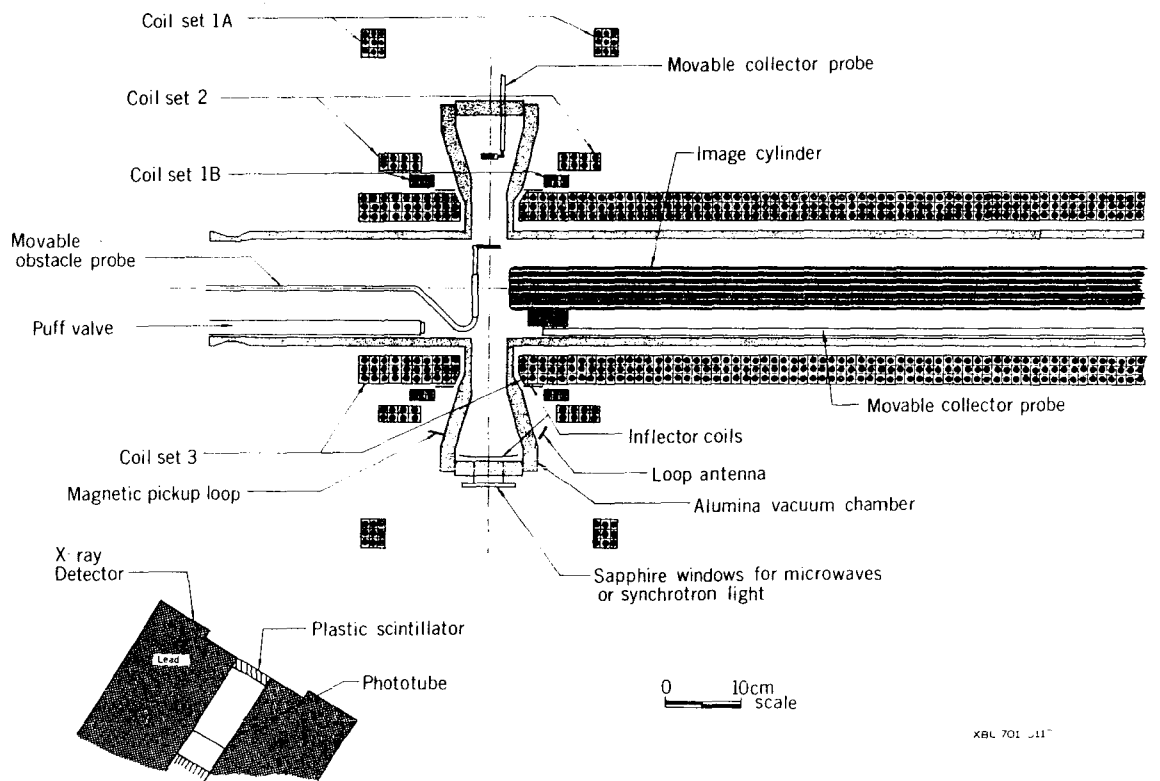 Coil set 1A
Movable collector probe
Coil set 2
Image cylinder
Coil set 1B
Movable
obstacle probe
Puff valve
Movable collector probe
Inflector coils
Coil set 3
Loop antenna
Magnetic pickup loop
Alumina vacuum chamber
X-ray
Detector
Sapphire windows for microwaves
or synchrotron light
Plastic scintillator
Lead
Phototube
0 10cm
scale
XBL 701